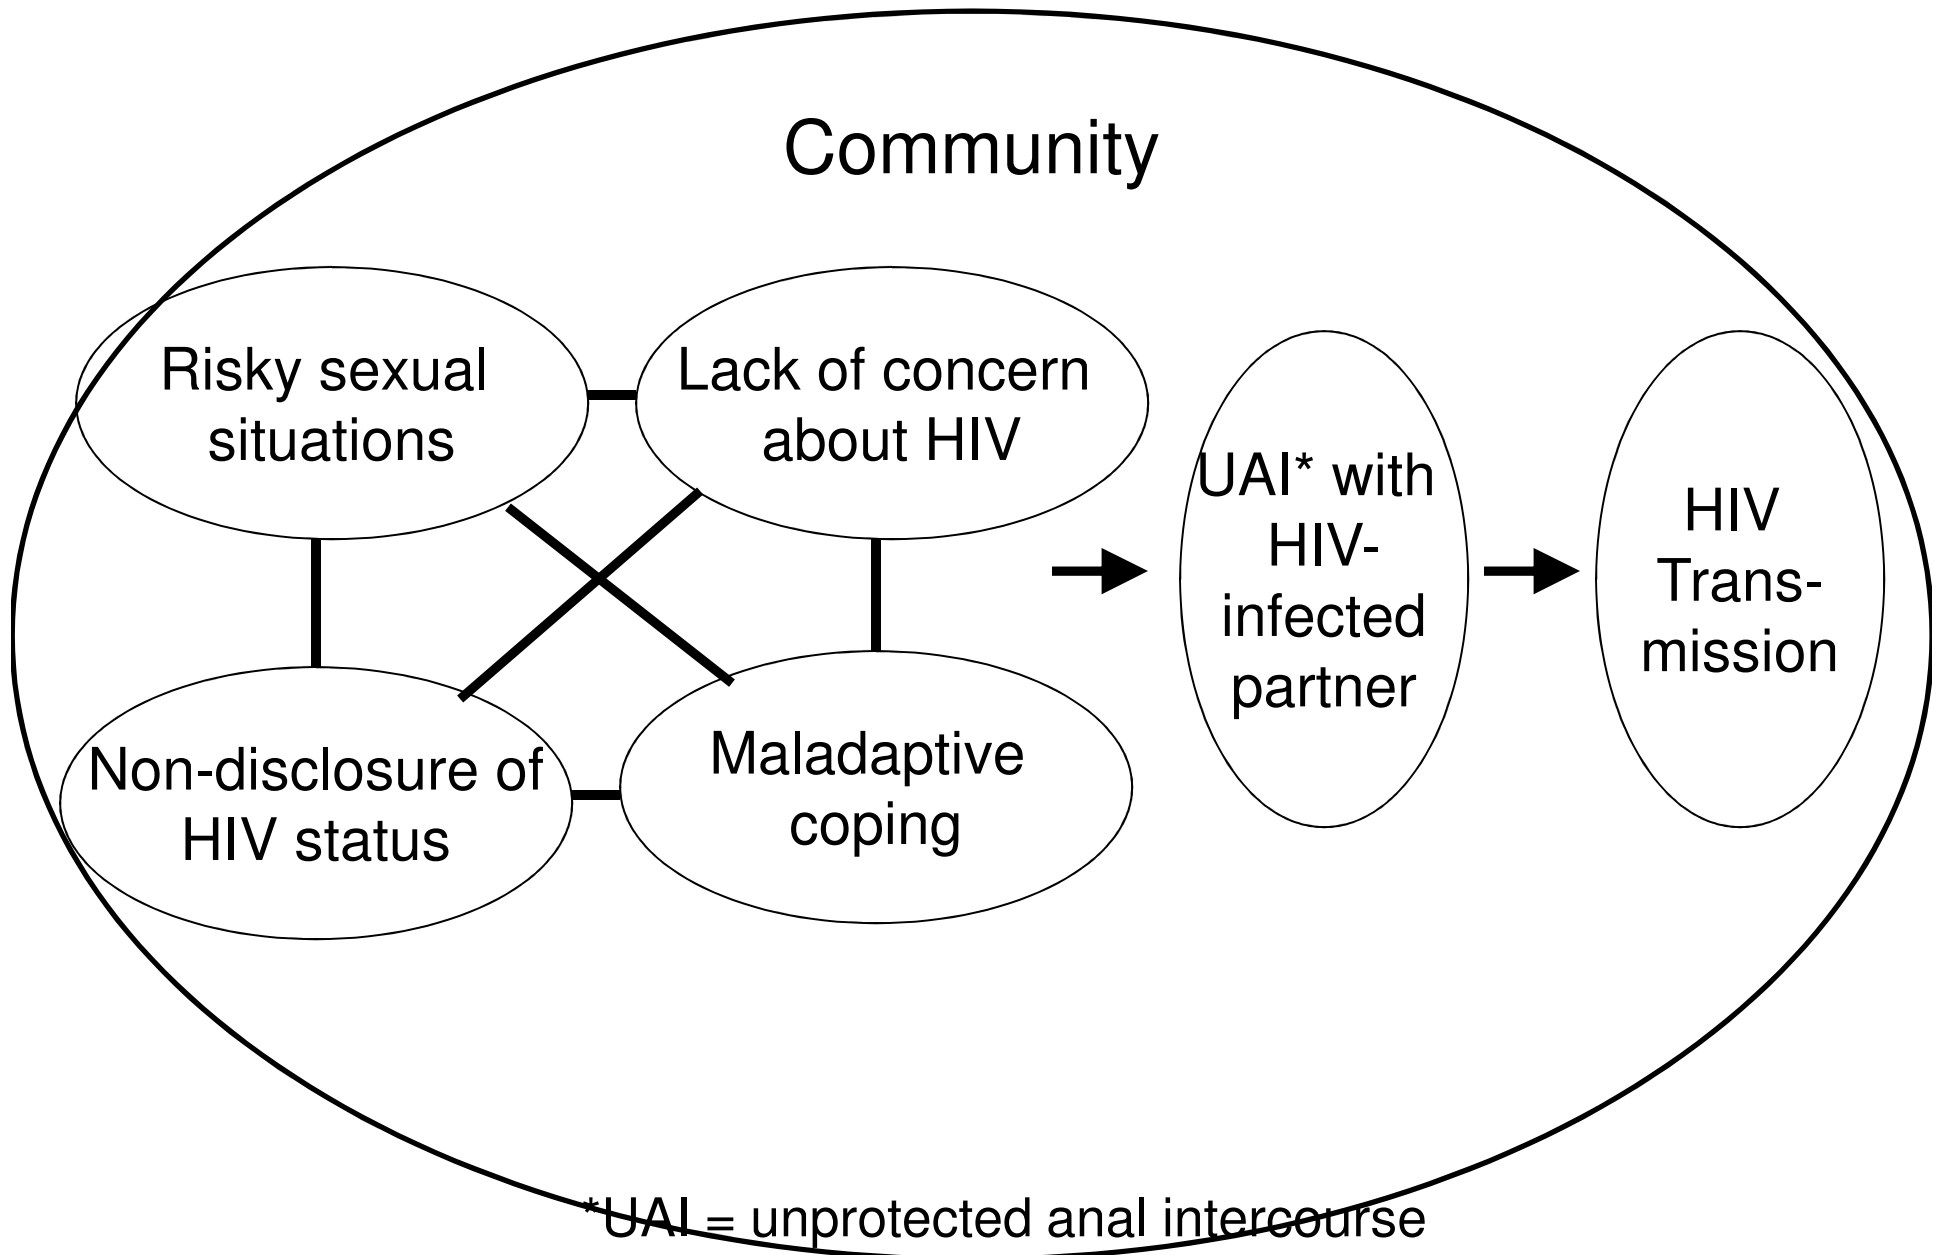 Community
Risky sexual
situations
Lack of concern
about HIV
Non-disclosure of
HIV status
Maladaptive
coping
UAI* with
HIV-
infected
partner
HIV
Trans-
mission
*UAI = unprotected anal intercourse